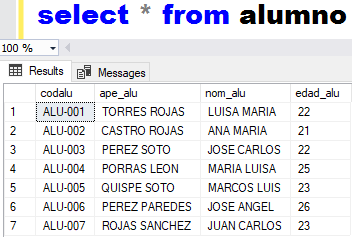 select * from alumno
100 %
Results Messages
codalu ape_alu nom_alu edad_alu
1 ALU-001 TORRES ROJAS LUISA MARIA 22
2 ALU-002 CASTRO ROJAS ANA MARIA 21
3 ALU-003 PEREZ SOTO JOSE CARLOS 22
4 ALU-004 PORRAS LEON MARIA LUISA 25
5 ALU-005 QUISPE SOTO MARCOS LUIS 23
6 ALU-006 PEREZ PAREDES JOSE ANGEL 26
7 ALU-007 ROJAS SANCHEZ JUAN CARLOS 23